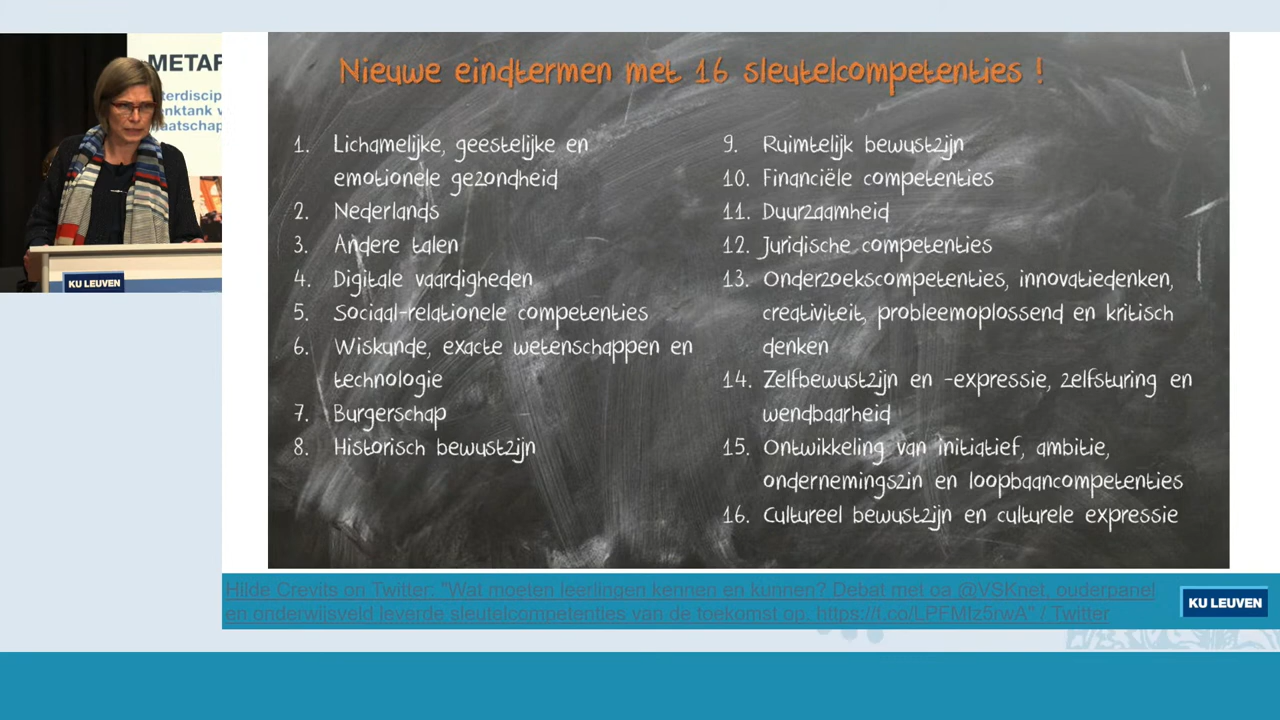 METAF
terdiscip
enktank v
aatschap
KU LEUVEN
Nieuwe eindtermen met 16 sleutelcompetenties !
1. Lichamelijke, geestelijke en
emotionele gezondheid
2. Nederlands
3. Andere talen
4. Digitale vaardigheden
5. Sociaal-relationele competenties
6. Wiskunde, exacte wetenschappen en
technologie
7. Burgerschap
8. Historisch bewustzijn
9. Ruimtelijk bewustzijn
10. Financiële competenties
11. Duurzaamheid
12. Juridische competenties
13. Onderzoekscompetenties, innovatiedenken,
creativiteit, probleemoplossend en kritisch
denken
14. Zelfbewustzijn en -expressie, zelfsturing en
wendbaarheid
15. Ontwikkeling van initiatief, ambitie,
ondernemingszin en loopbaancompetenties
16. Cultureel bewustzijn en culturele expressie
Hilde Crevits on Twitter: "Wat moeten leerlingen kennen en kunnen? Debat met oa @VSKnet, ouderpanel
en onderwijsveld leverde sleutelcompetenties van de toekomst op. https://t.co/LPFMIz5rwA" / Twitter
KU LEUVEN